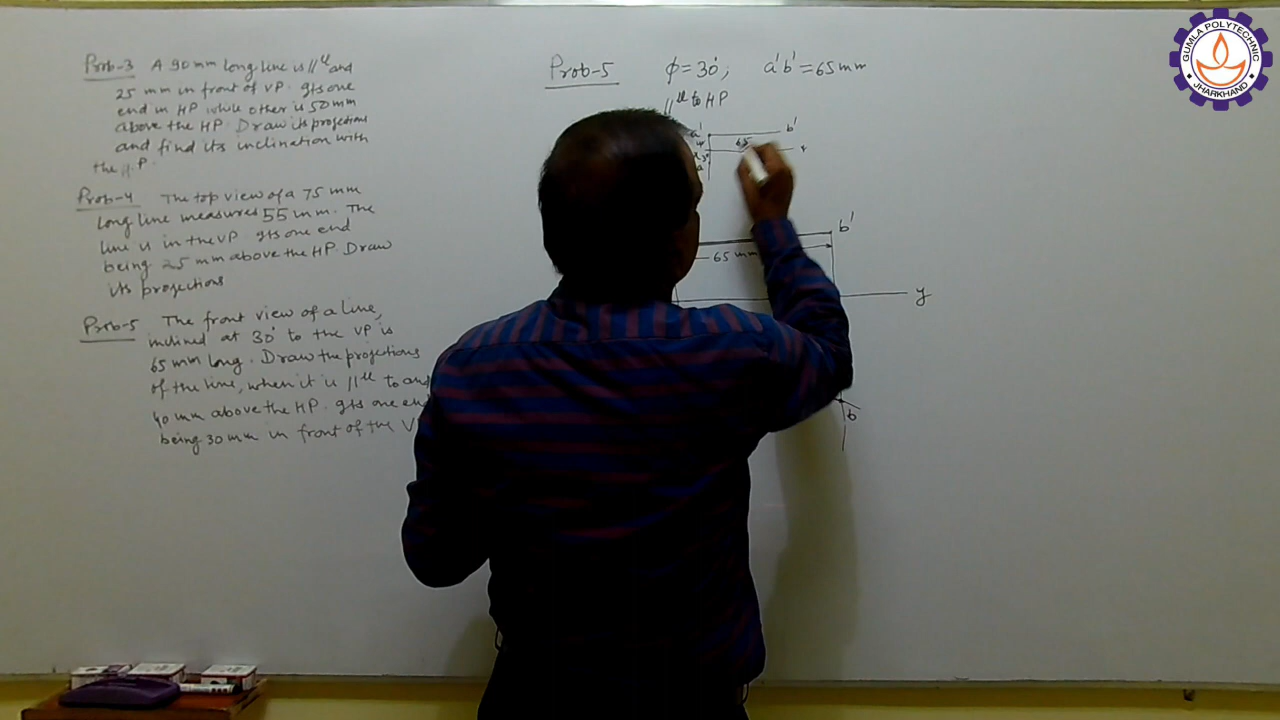 Prob-3 A 90 mm long line is ||el and
25 mm in front of VP. Its one
end in HP while other is 50 mm
above the HP. Draw its projections
and find its inclination with
the H.P.
Prob-4 The top view of a 75 mm
long line measures 55 mm. The
line is in the VP. Its one end
being 25 mm above the HP. Draw
its projections
Prob-5 The front view of a line,
inclined at 30° to the VP is
65 mm long. Draw the projections
of the line, when it is ||el to and
40 mm above the HP. Its one end
being 30 mm in front of the V
Prob-5 ϕ = 30°; a'b' = 65 mm
||el to HP
a' b'
65
b'
65 mm
y
b
GUMLA POLYTECHNIC
JHARKHAND